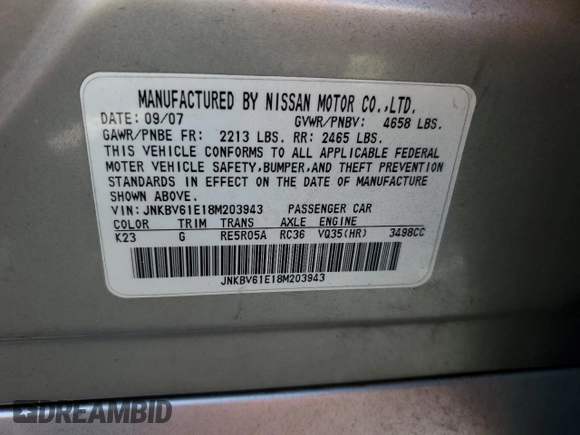 MANUFACTURED BY NISSAN MOTOR CO.,LTD.
DATE: 09/07 GVWR/PNBV: 4658 LBS.
GAWR/PNBE FR: 2213 LBS. RR: 2465 LBS.
THIS VEHICLE CONFORMS TO ALL APPLICABLE FEDERAL
MOTOR VEHICLE SAFETY,BUMPER,AND THEFT PREVENTION
STANDARDS IN EFFECT ON THE DATE OF MANUFACTURE
SHOWN ABOVE.
VIN: JNKBV61E18M203943 PASSENGER CAR
COLOR TRIM TRANS AXLE ENGINE
K23 G RE5R05A RC36 VQ35(HR) 3498CC
JNKBV61E18M203943
DREAMBID